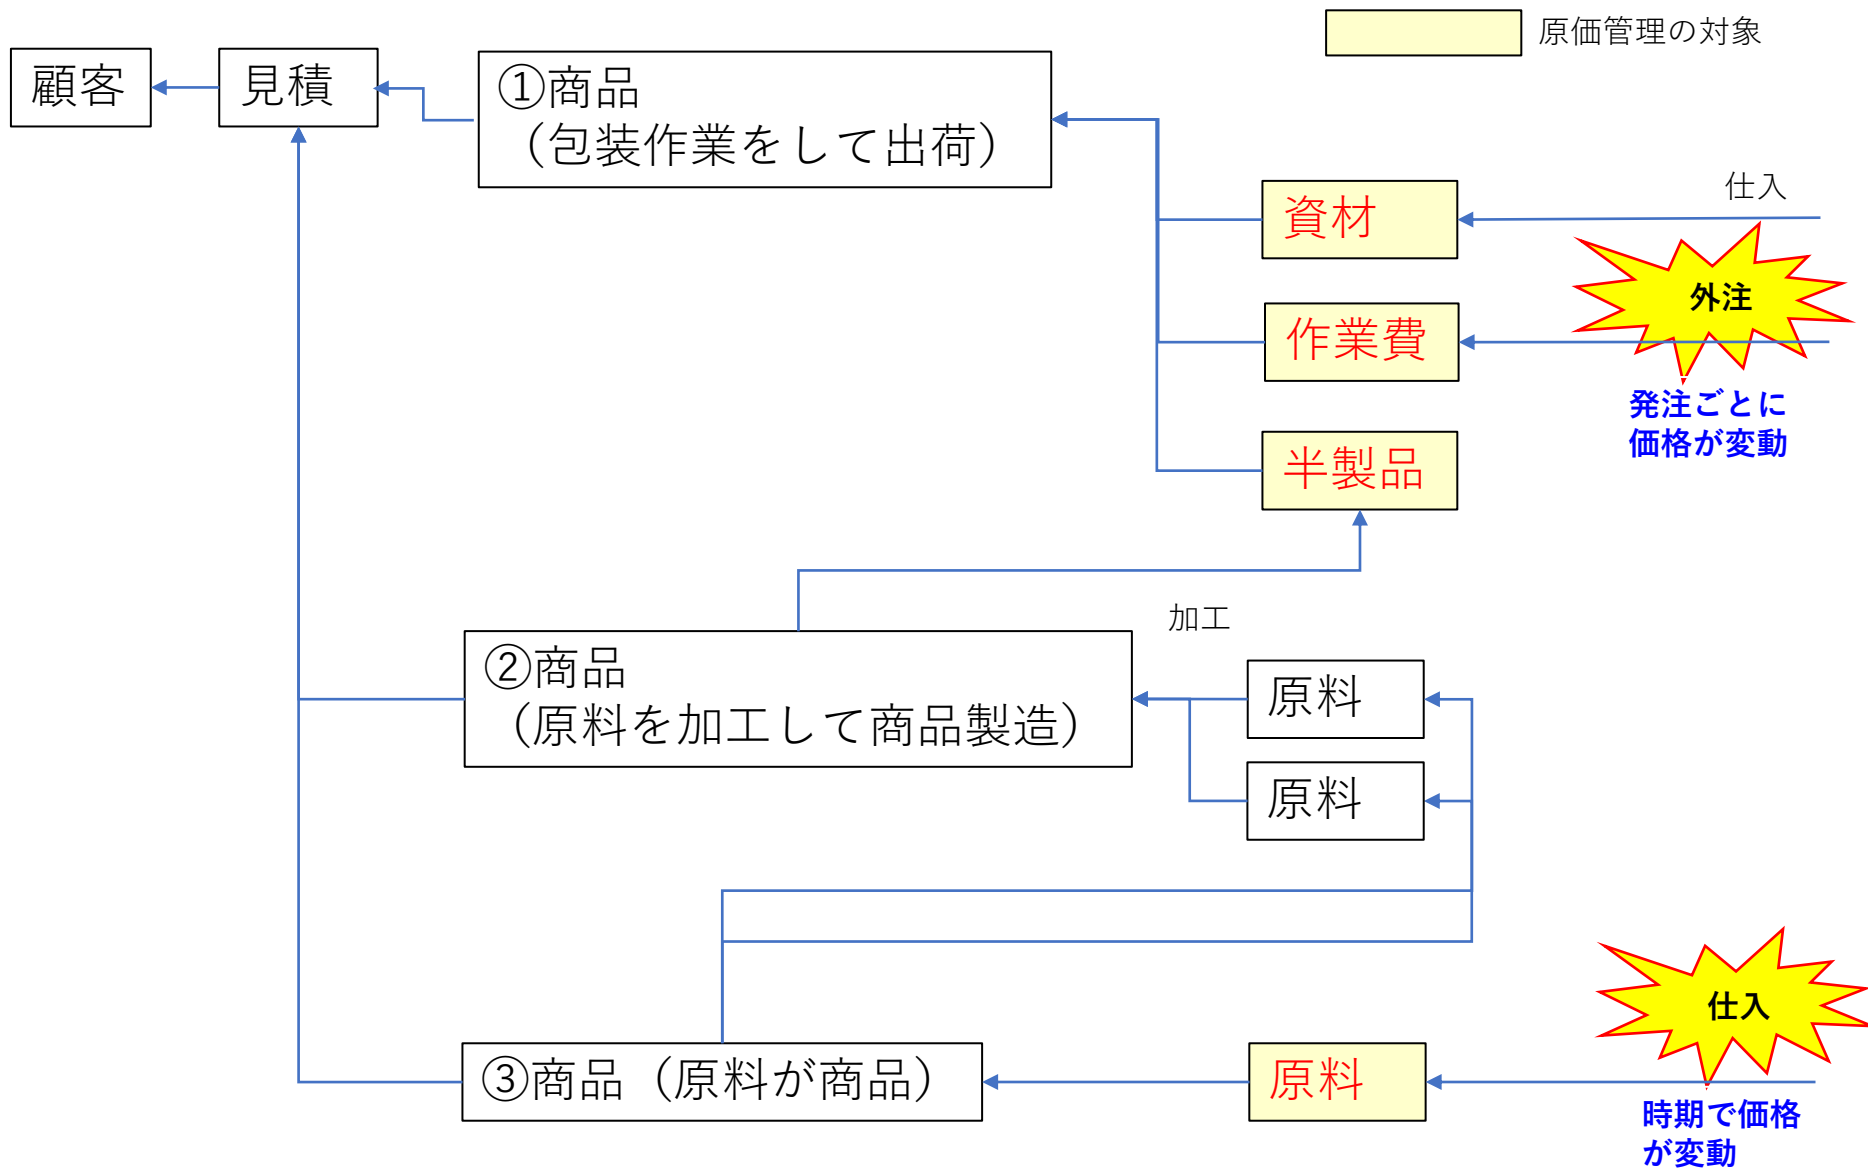 原価管理の対象
顧客
見積
①商品
（包装作業をして出荷）
仕入
資材
外注
作業費
発注ごとに
価格が変動
半製品
加工
②商品
（原料を加工して商品製造）
原料
原料
仕入
③商品（原料が商品）
原料
時期で価格
が変動